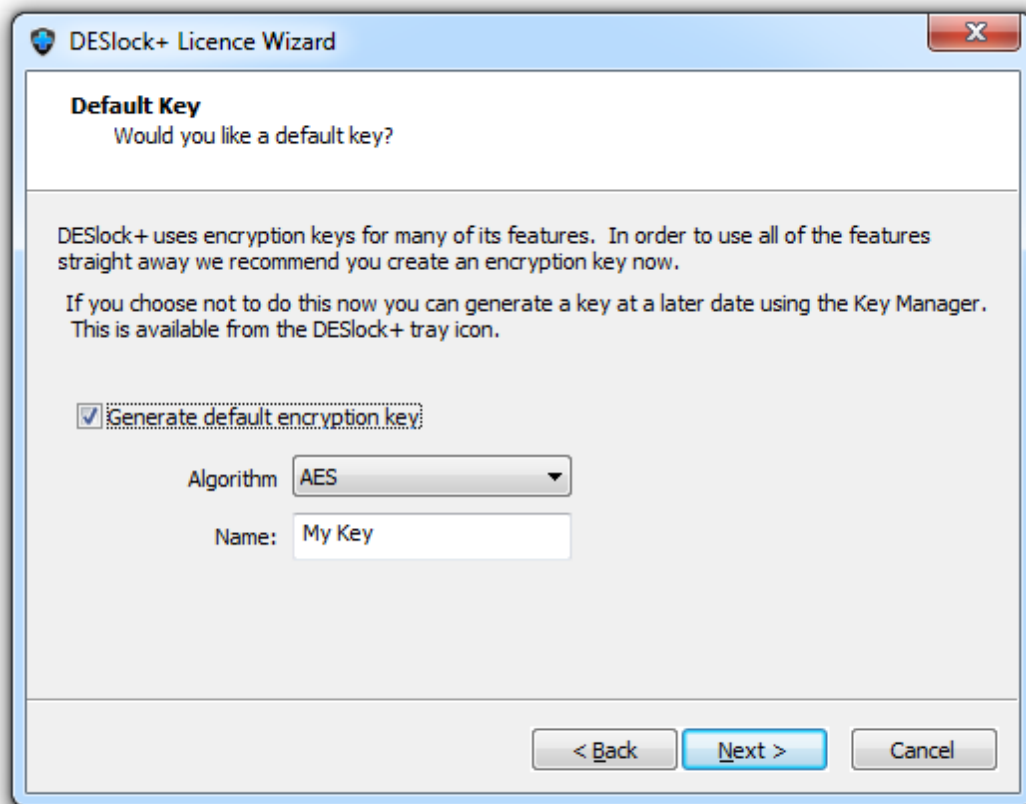 DESlock+ Licence Wizard
Default Key
Would you like a default key?
DESlock+ uses encryption keys for many of its features. In order to use all of the features
straight away we recommend you create an encryption key now.
If you choose not to do this now you can generate a key at a later date using the Key Manager.
This is available from the DESlock+ tray icon.
Generate default encryption key
Algorithm AES
Name: My Key
< Back Next > Cancel